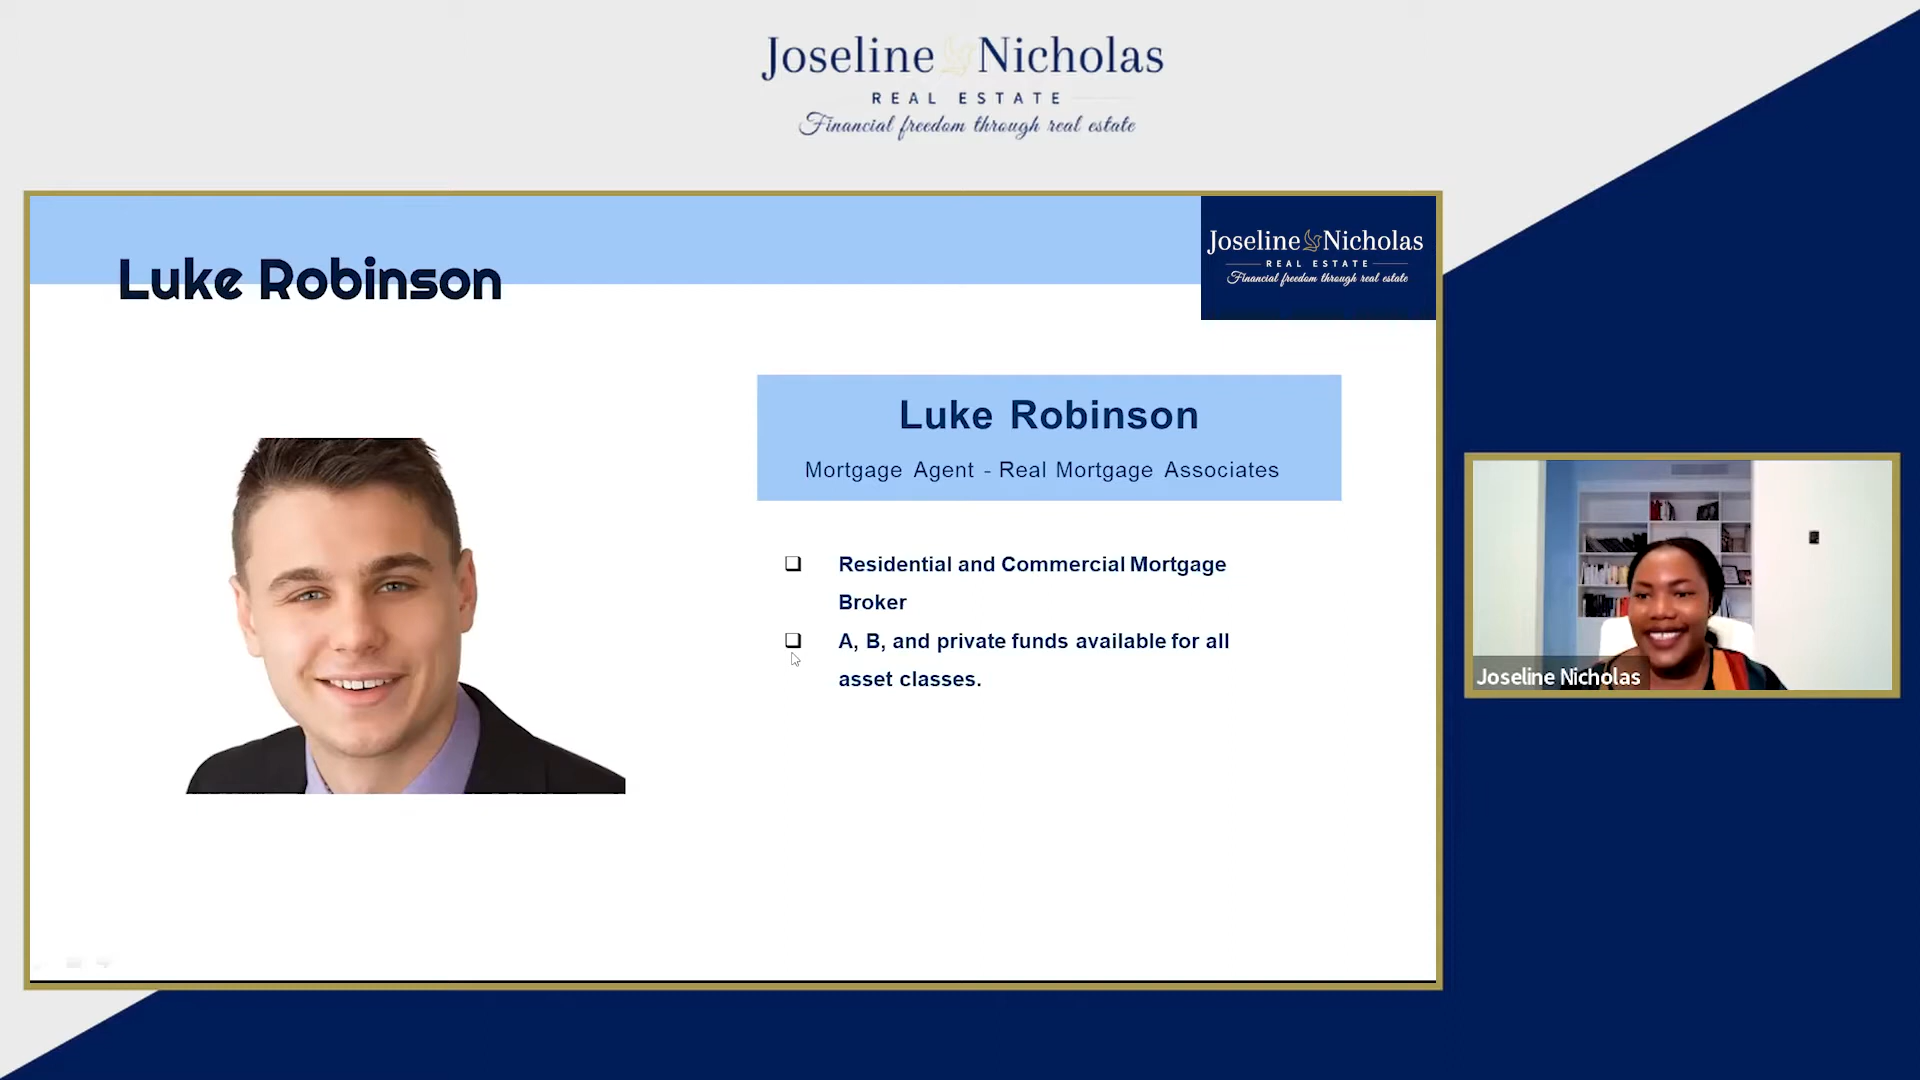 Joseline Nicholas
REAL ESTATE
Financial freedom through real estate
Luke Robinson
Joseline Nicholas
REAL ESTATE
Financial freedom through real estate
Luke Robinson
Mortgage Agent - Real Mortgage Associates
Residential and Commercial Mortgage
Broker
A, B, and private funds available for all
asset classes.
Joseline Nicholas